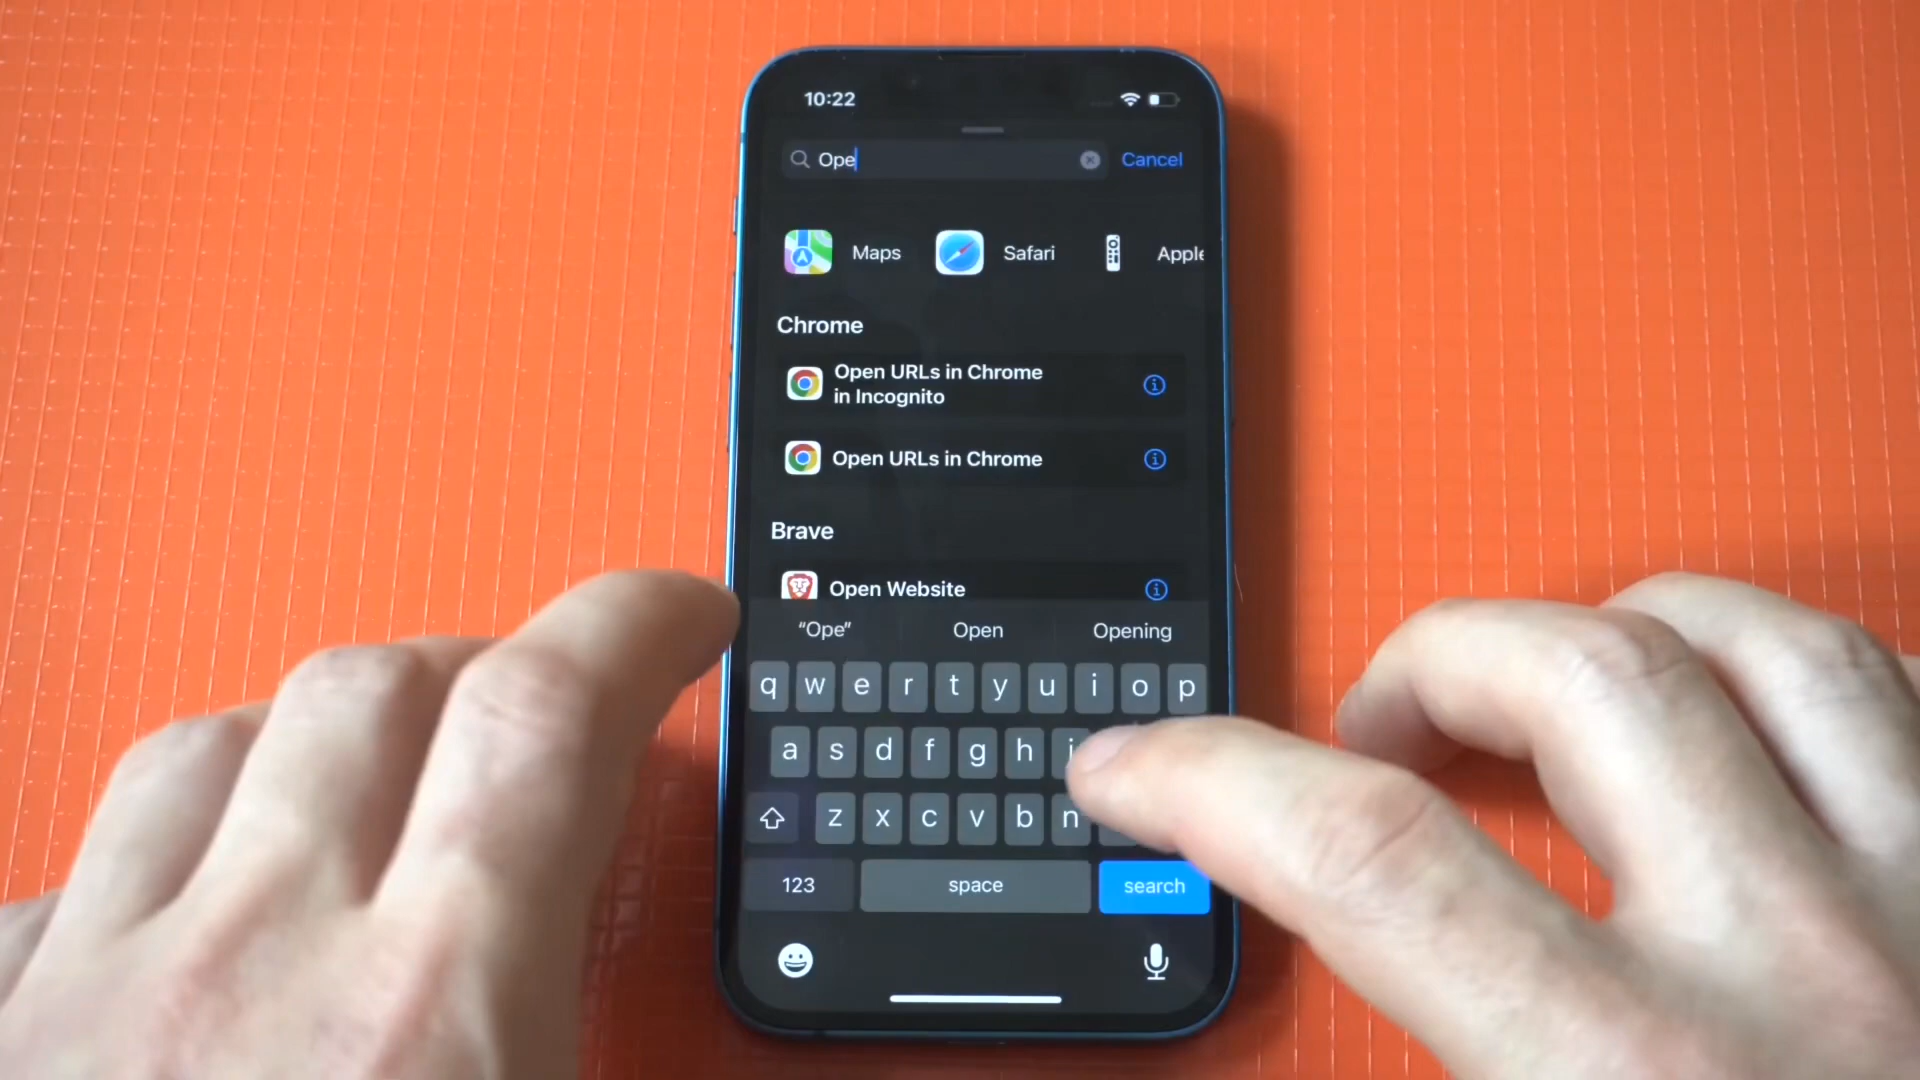 10:22
Ope
Cancel
Maps
Safari
Apple
Chrome
Open URLs in Chrome
in Incognito
Open URLs in Chrome
Brave
Open Website
“Ope”
Open
Opening
q w e r t y u i o p
a s d f g h j
z x c v b n
123
space
search